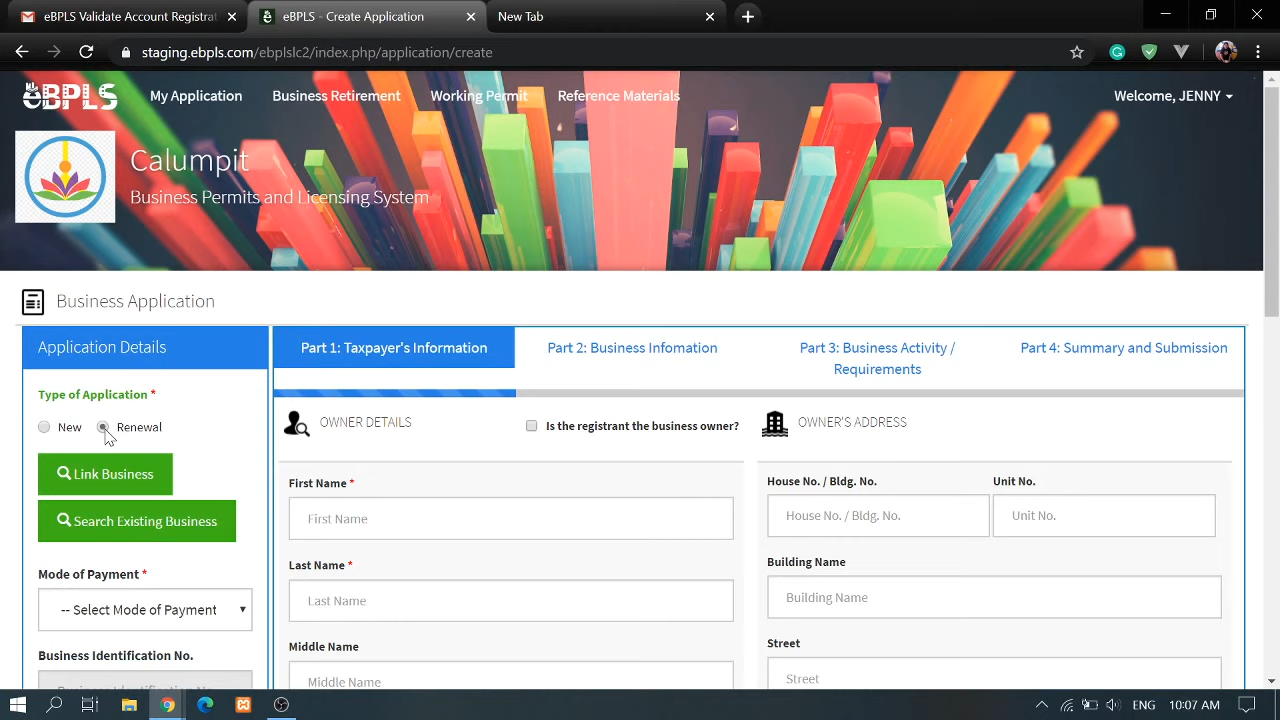 eBPLS Validate Account Registrat
eBPLS - Create Application
New Tab
staging.ebpls.com/ebplslc2/index.php/application/create
eBPLS
My Application
Business Retirement
Working Permit
Reference Materials
Welcome, JENNY
Calumpit
Business Permits and Licensing System
Business Application
Application Details
Part 1: Taxpayer's Information
Part 2: Business Infomation
Part 3: Business Activity /
Requirements
Part 4: Summary and Submission
Type of Application *
New
Renewal
Link Business
Search Existing Business
Mode of Payment *
-- Select Mode of Payment
Business Identification No.
Business Identification No.
OWNER DETAILS
Is the registrant the business owner?
First Name *
First Name
Last Name *
Last Name
Middle Name
Middle Name
OWNER'S ADDRESS
House No. / Bldg. No.
Unit No.
House No. / Bldg. No.
Unit No.
Building Name
Building Name
Street
Street
ENG
10:07 AM